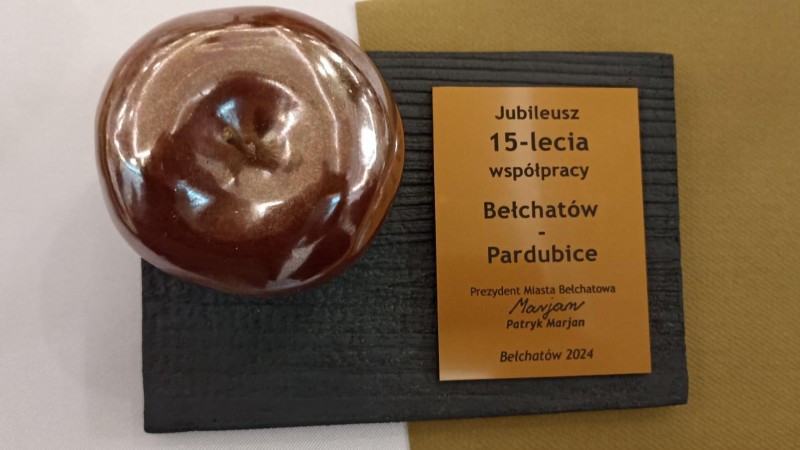 Jubileusz
15-lecia
współpracy
Bełchatów
-
Pardubice
Prezydent Miasta Bełchatowa
Marjan
Patryk Marjan
Bełchatów 2024